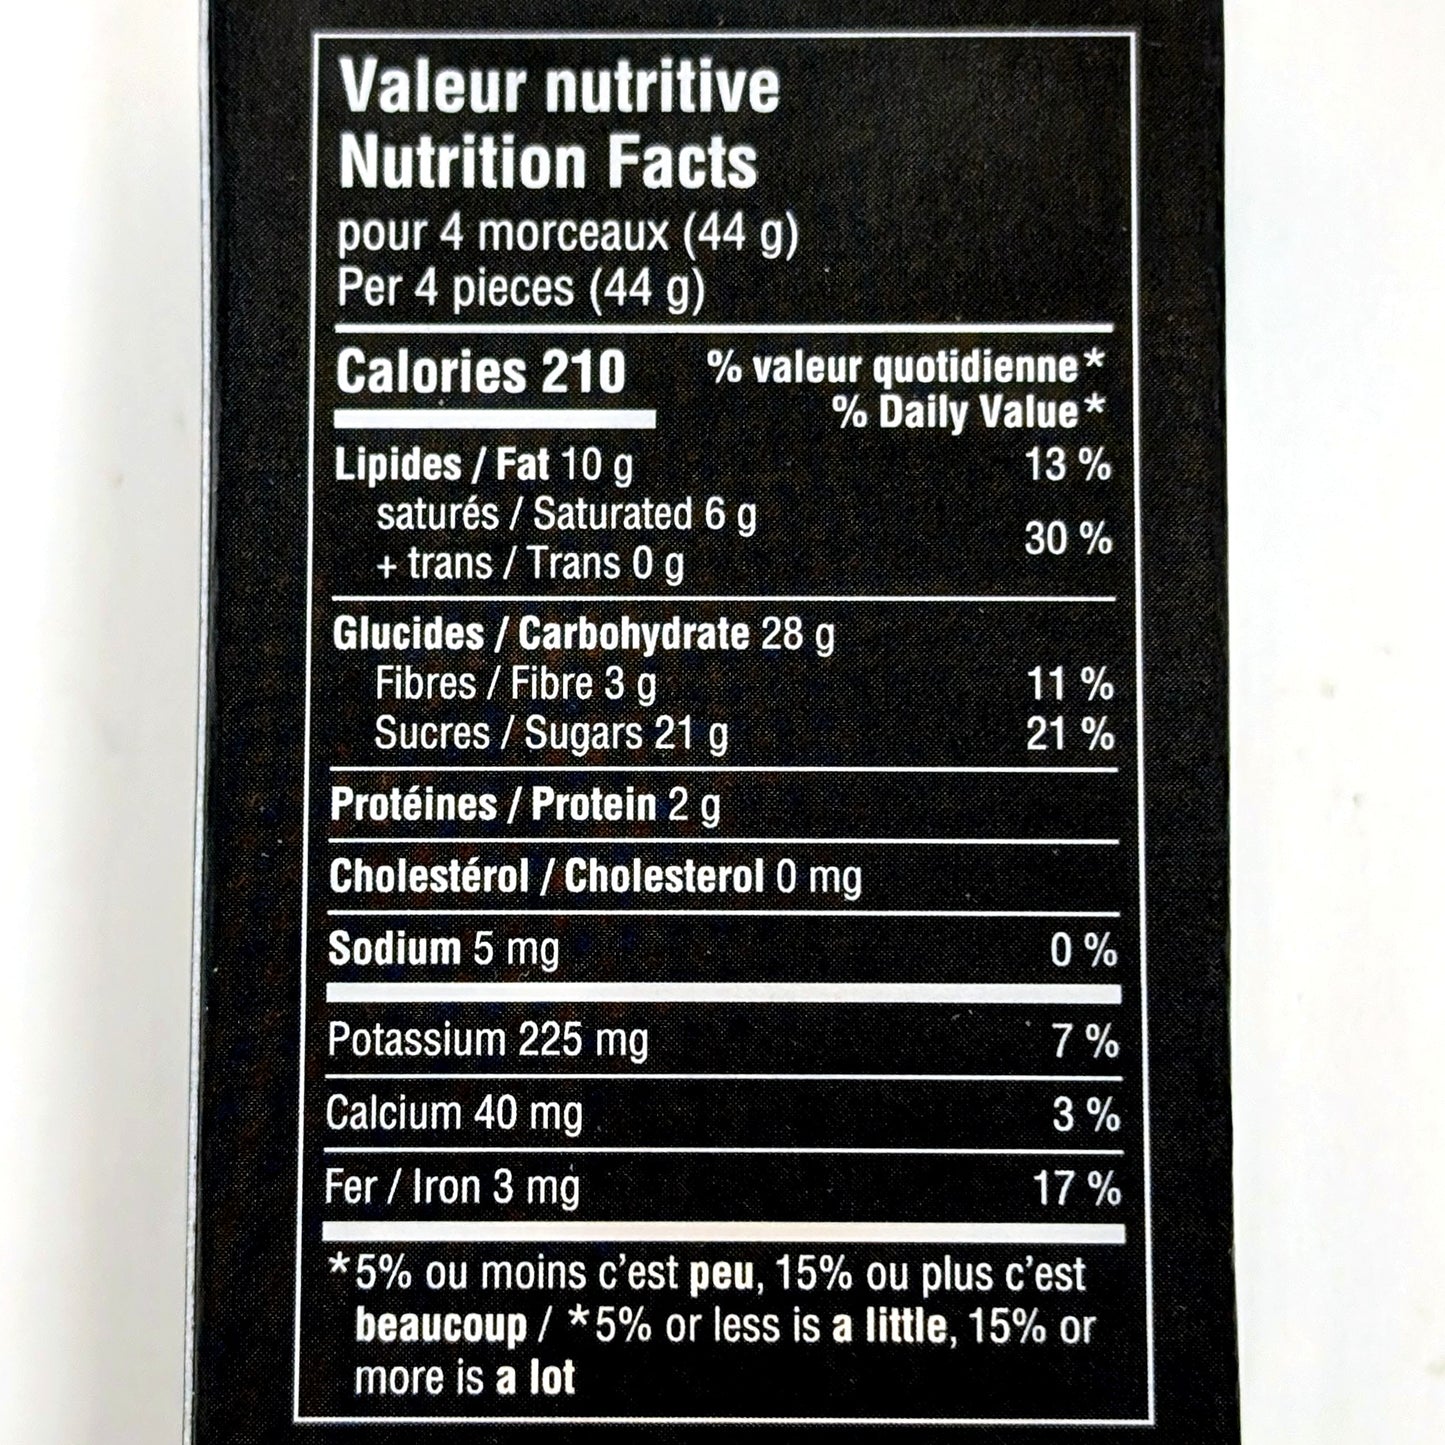 Valeur nutritive
Nutrition Facts
pour 4 morceaux (44 g)
Per 4 pieces (44 g)
Calories 210
% valeur quotidienne*
% Daily Value*
Lipides / Fat 10 g 13 %
saturés / Saturated 6 g
+ trans / Trans 0 g 30 %
Glucides / Carbohydrate 28 g
Fibres / Fibre 3 g 11 %
Sucres / Sugars 21 g 21 %
Protéines / Protein 2 g
Cholestérol / Cholesterol 0 mg
Sodium 5 mg 0 %
Potassium 225 mg 7 %
Calcium 40 mg 3 %
Fer / Iron 3 mg 17 %
*5% ou moins c'est peu, 15% ou plus c'est
beaucoup / *5% or less is a little, 15% or
more is a lot